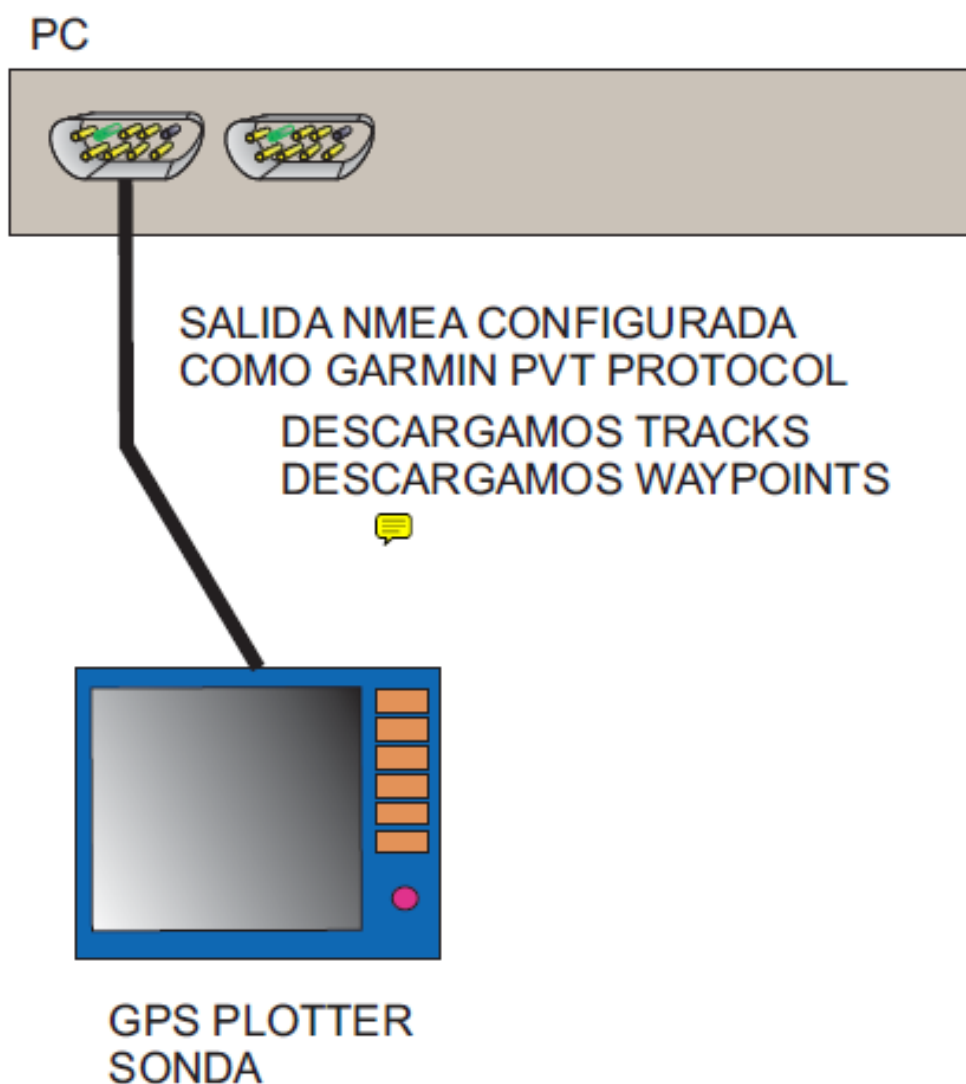 PC
SALIDA NMEA CONFIGURADA
COMO GARMIN PVT PROTOCOL
DESCARGAMOS TRACKS
DESCARGAMOS WAYPOINTS
GPS PLOTTER
SONDA